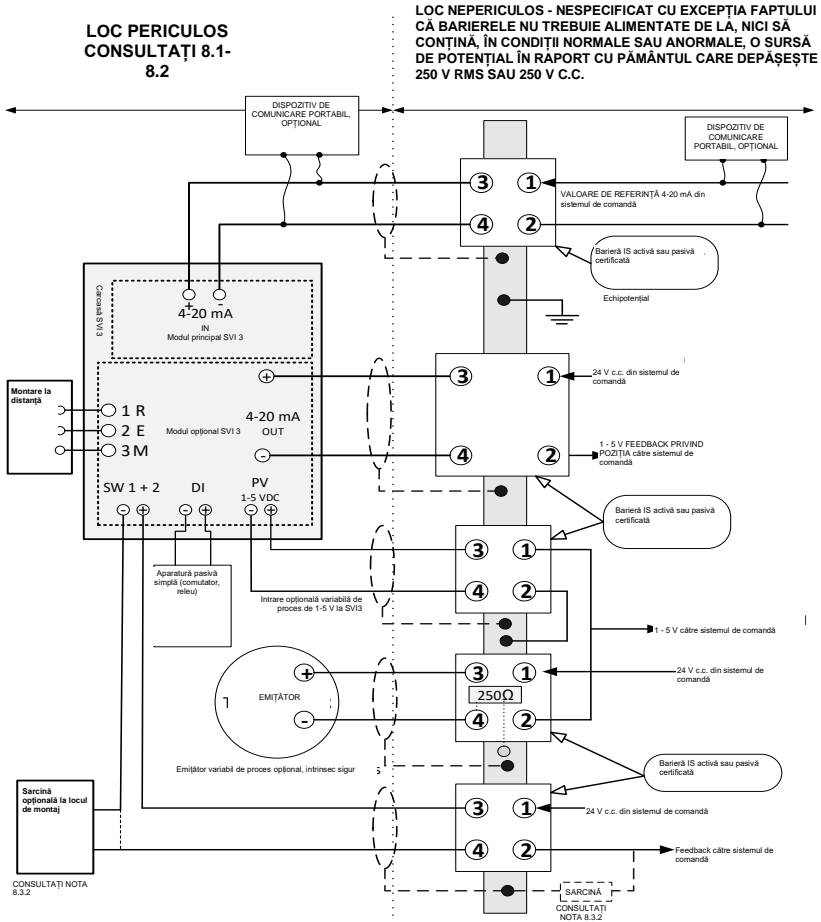 LOC PERICULOS
CONSULTAȚI 8.1-
8.2
LOC NEPERICULOS - NESPECIFICAT CU EXCEPȚIA FAPTULUI
CĂ BARIERELE NU TREBUIE ALIMENTATE DE LA, NICI SĂ
CONȚINĂ, ÎN CONDIȚII NORMALE SAU ANORMALE, O SURSĂ
DE POTENȚIAL ÎN RAPORT CU PĂMÂNTUL CARE DEPĂȘEȘTE
250 V RMS SAU 250 V C.C.
DISPOZITIV DE
COMUNICARE PORTABIL,
OPȚIONAL
DISPOZITIV DE
COMUNICARE PORTABIL,
OPȚIONAL
3 1
4 2
VALOARE DE REFERINȚĂ 4-20 mA din
sistemul de comandă
Barieră IS activă sau pasivă
certificată
Echipotențial
Carcasă SVI 3
+ -
4-20 mA
IN
Modul principal SVI 3
Montare la
distanță
1 R
2 E
3 M
Modul opțional SVI 3
+
4-20 mA
OUT
-
SW 1 + 2
DI
PV
1-5 VDC
- + - + - +
3 1
4 2
24 V c.c. din sistemul de
comandă
1 - 5 V FEEDBACK PRIVIND
POZIȚIA către sistemul de
comandă
Barieră IS activă sau pasivă
certificată
Aparatură pasivă
simplă (comutator,
releu)
Intrare opțională variabilă de
proces de 1-5 V la SVI3
3 1
4 2
1 - 5 V către sistemul de comandă
+
EMIȚĂTOR
-
Emițător variabil de proces opțional, intrinsec sigur
3 1
250Ω
4 2
24 V c.c. din sistemul de
comandă
Barieră IS activă sau pasivă
certificată
Sarcină
opțională la locul
de montaj
CONSULTAȚI NOTA
8.3.2
3 1
4 2
24 V c.c. din sistemul de comandă
Feedback către sistemul de
comandă
SARCINĂ
CONSULTAȚI
NOTA 8.3.2